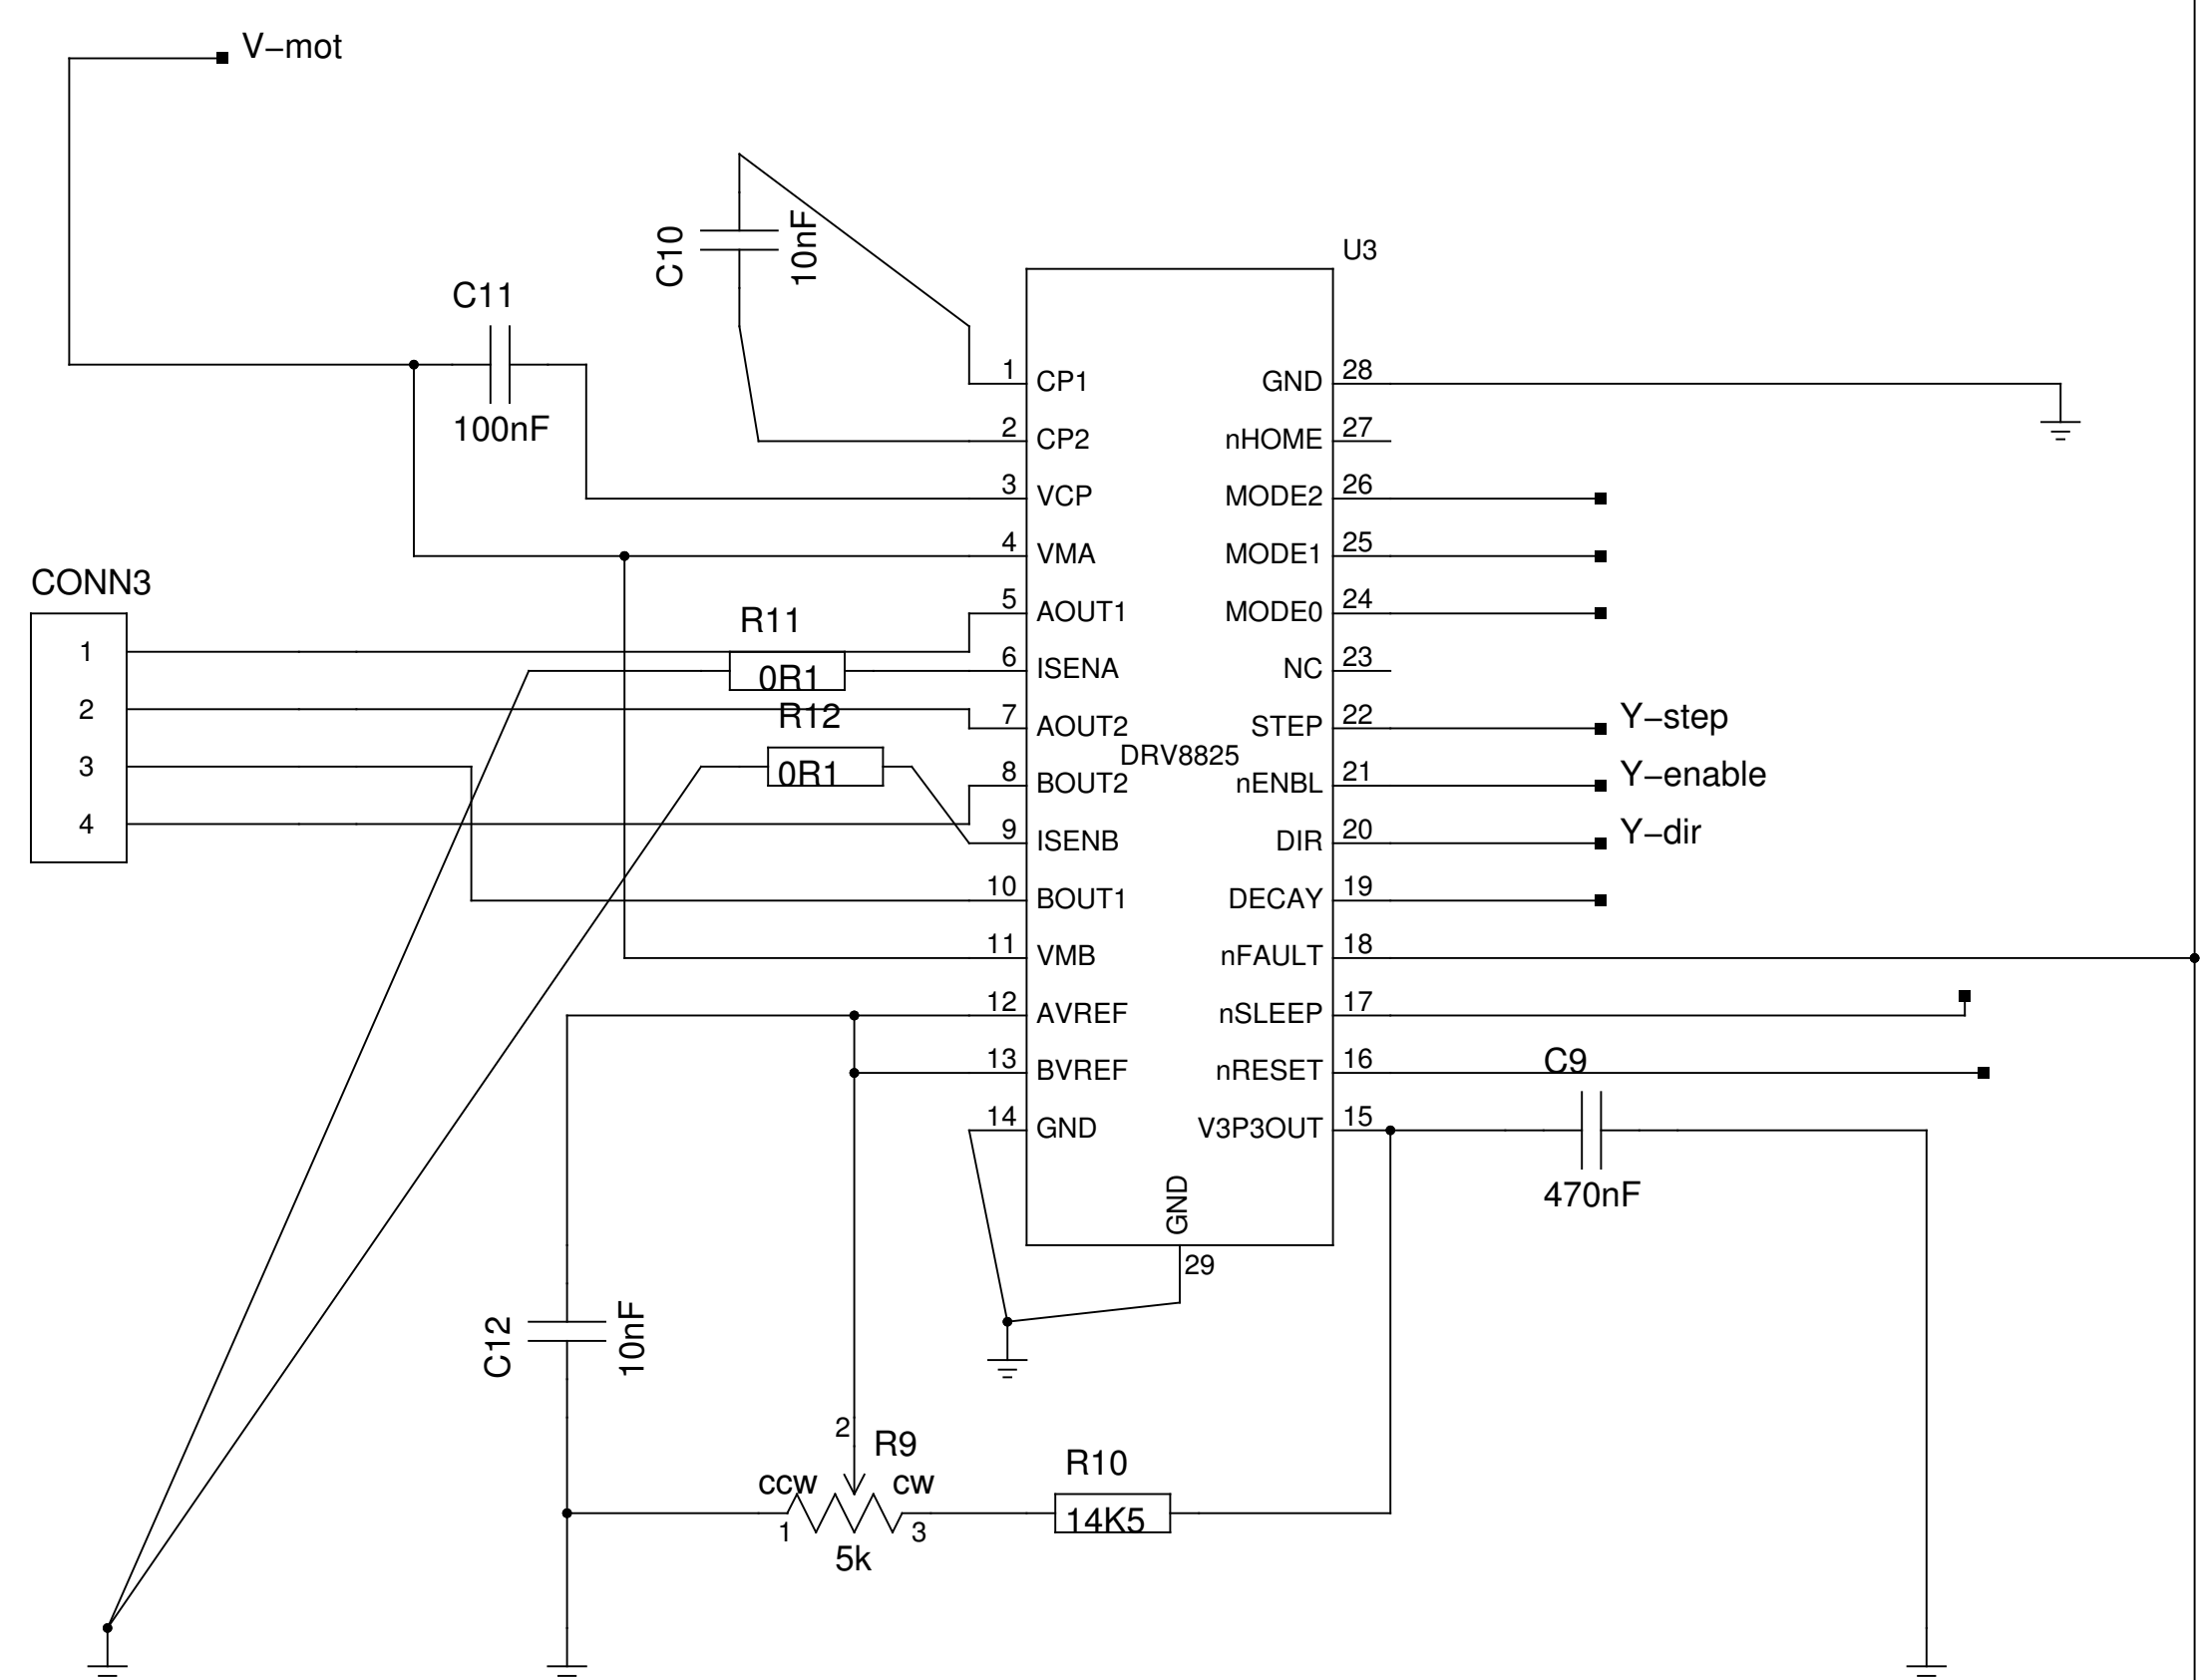 V−mot
C10
10nF
U3
C11
100nF
1 CP1 GND 28
2 CP2 nHOME 27
3 VCP MODE2 26
4 VMA MODE1 25
CONN3
5 AOUT1 MODE0 24
R11
1
6 ISENA NC 23
0R1
2
R12
7 AOUT2 STEP 22 Y−step
DRV8825
3
0R1
8 BOUT2 nENBL 21 Y−enable
4
9 ISENB DIR 20 Y−dir
10 BOUT1 DECAY 19
11 VMB nFAULT 18
12 AVREF nSLEEP 17
13 BVREF nRESET 16
C9
14 GND V3P3OUT 15
470nF
GND
29
C12
10nF
2
R9
R10
ccw cw
14K5
1 3
5k